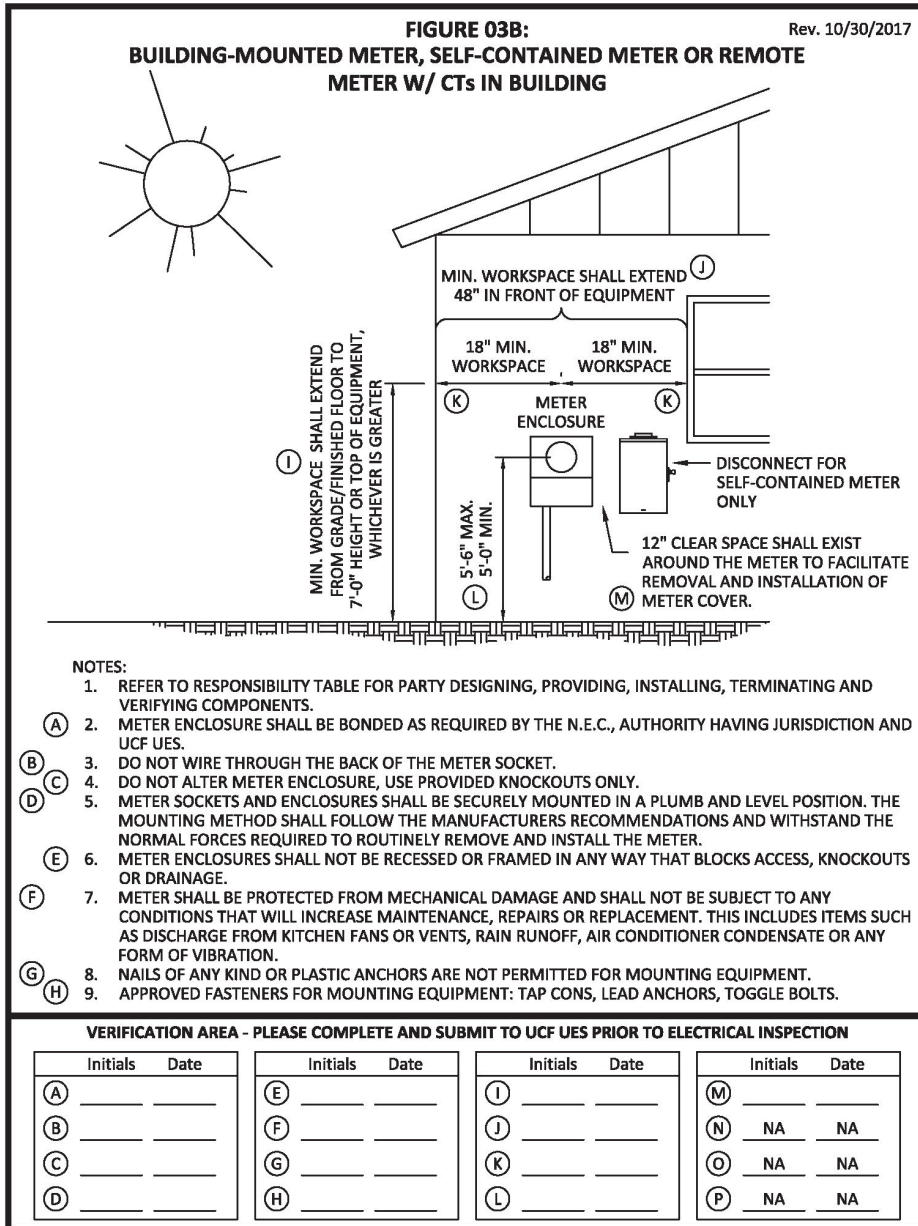 FIGURE 03B:
Rev. 10/30/2017
BUILDING-MOUNTED METER, SELF-CONTAINED METER OR REMOTE
METER W/ CTs IN BUILDING
MIN. WORKSPACE SHALL EXTEND J
48" IN FRONT OF EQUIPMENT
18" MIN.
WORKSPACE
18" MIN.
WORKSPACE
K
K
I
MIN. WORKSPACE SHALL EXTEND
FROM GRADE/FINISHED FLOOR TO
7'-0" HEIGHT OR TOP OF EQUIPMENT,
WHICHEVER IS GREATER
METER
ENCLOSURE
DISCONNECT FOR
SELF-CONTAINED METER
ONLY
L
5'-6" MAX.
5'-0" MIN.
12" CLEAR SPACE SHALL EXIST
AROUND THE METER TO FACILITATE
REMOVAL AND INSTALLATION OF
M METER COVER.
NOTES:
1. REFER TO RESPONSIBILITY TABLE FOR PARTY DESIGNING, PROVIDING, INSTALLING, TERMINATING AND
VERIFYING COMPONENTS.
A 2. METER ENCLOSURE SHALL BE BONDED AS REQUIRED BY THE N.E.C., AUTHORITY HAVING JURISDICTION AND
UCF UES.
B 3. DO NOT WIRE THROUGH THE BACK OF THE METER SOCKET.
C 4. DO NOT ALTER METER ENCLOSURE, USE PROVIDED KNOCKOUTS ONLY.
D 5. METER SOCKETS AND ENCLOSURES SHALL BE SECURELY MOUNTED IN A PLUMB AND LEVEL POSITION. THE
MOUNTING METHOD SHALL FOLLOW THE MANUFACTURERS RECOMMENDATIONS AND WITHSTAND THE
NORMAL FORCES REQUIRED TO ROUTINELY REMOVE AND INSTALL THE METER.
E 6. METER ENCLOSURES SHALL NOT BE RECESSED OR FRAMED IN ANY WAY THAT BLOCKS ACCESS, KNOCKOUTS
OR DRAINAGE.
F 7. METER SHALL BE PROTECTED FROM MECHANICAL DAMAGE AND SHALL NOT BE SUBJECT TO ANY
CONDITIONS THAT WILL INCREASE MAINTENANCE, REPAIRS OR REPLACEMENT. THIS INCLUDES ITEMS SUCH
AS DISCHARGE FROM KITCHEN FANS OR VENTS, RAIN RUNOFF, AIR CONDITIONER CONDENSATE OR ANY
FORM OF VIBRATION.
G 8. NAILS OF ANY KIND OR PLASTIC ANCHORS ARE NOT PERMITTED FOR MOUNTING EQUIPMENT.
H 9. APPROVED FASTENERS FOR MOUNTING EQUIPMENT: TAP CONS, LEAD ANCHORS, TOGGLE BOLTS.
VERIFICATION AREA - PLEASE COMPLETE AND SUBMIT TO UCF UES PRIOR TO ELECTRICAL INSPECTION
Initials Date
A
B
C
D
Initials Date
E
F
G
H
Initials Date
I
J
K
L
Initials Date
M
N NA NA
O NA NA
P NA NA